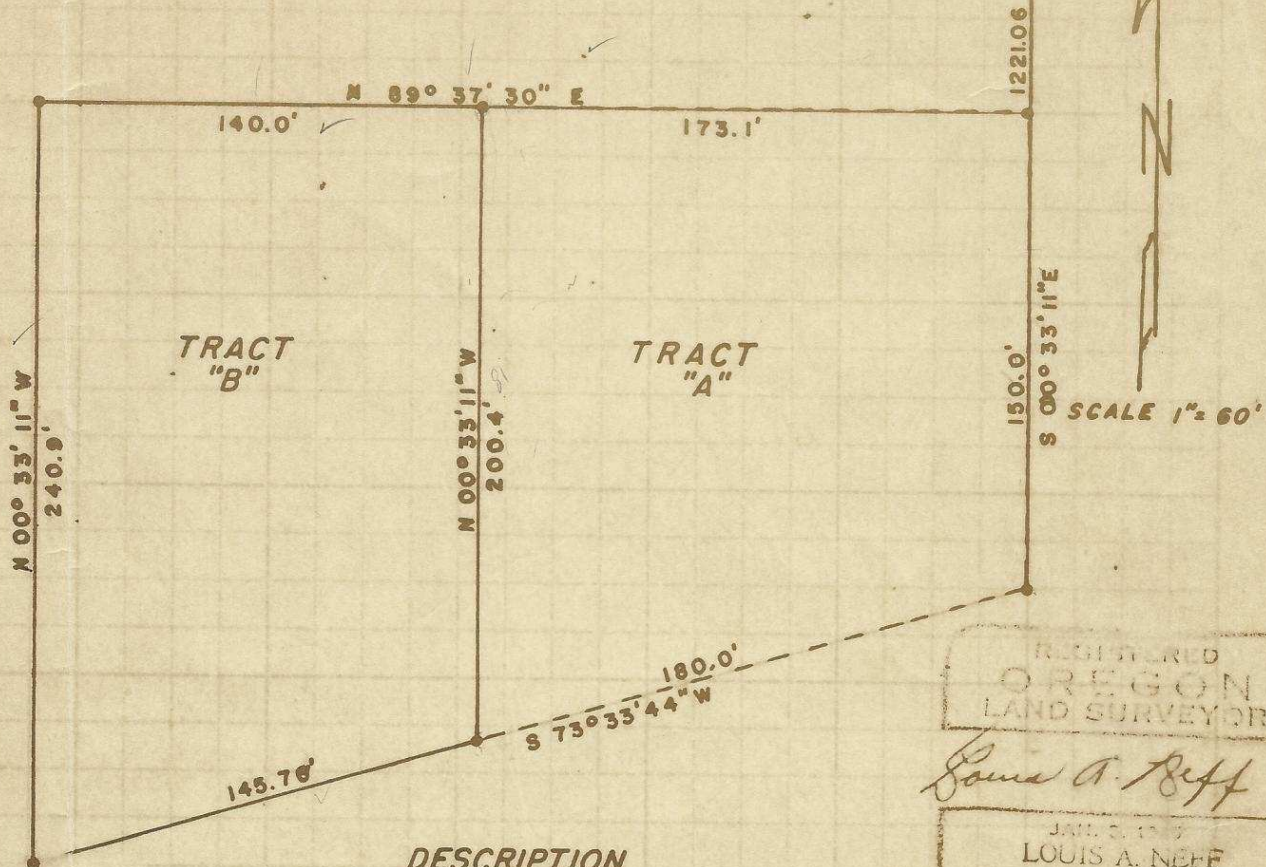 1221.06
N 89° 37' 30" E
140.0'
173.1'
N 00° 33' 11" W
240.9'
TRACT
"B"
N 00° 33' 11" W
200.4'
TRACT
"A"
150.0'
S 00° 33' 11" E
SCALE 1"= 60'
180.0'
S 73° 33' 44" W
145.76'
REGISTERED
OREGON
LAND SURVEYOR
Louis A. Neff
JAN. 3,
LOUIS A. NEFF
DESCRIPTION